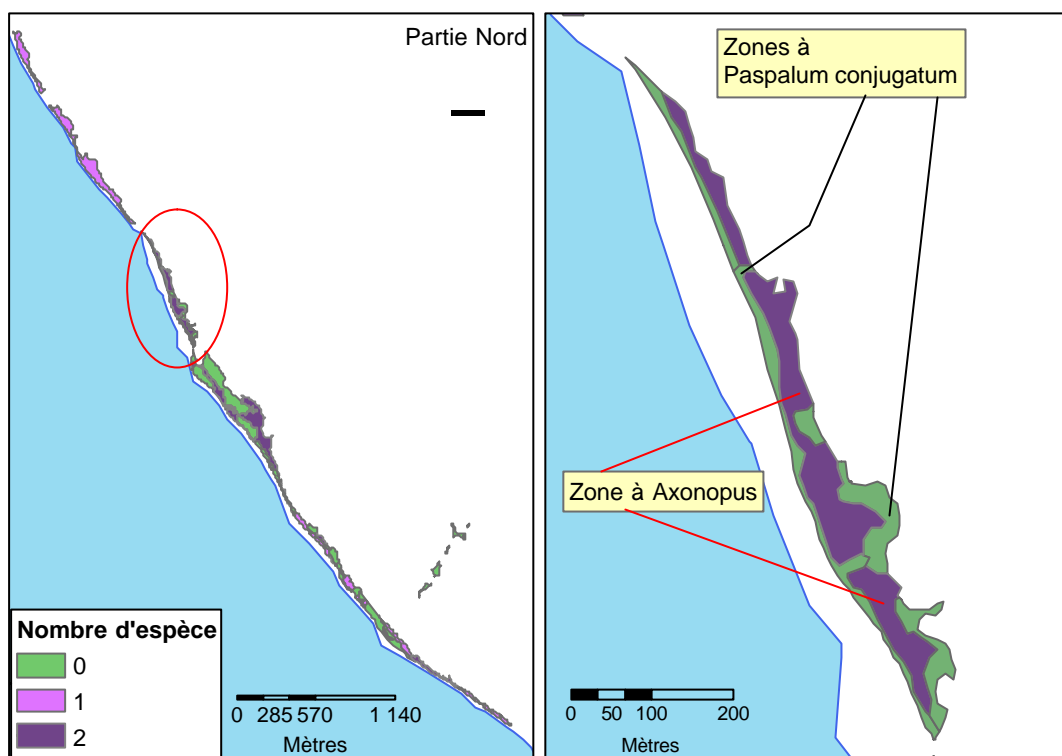 Partie Nord
Nombre d'espèce
0
1
2
0 285 570 1 140
Mètres
Zones à
Paspalum conjugatum
Zone à Axonopus
0 50 100 200
Mètres